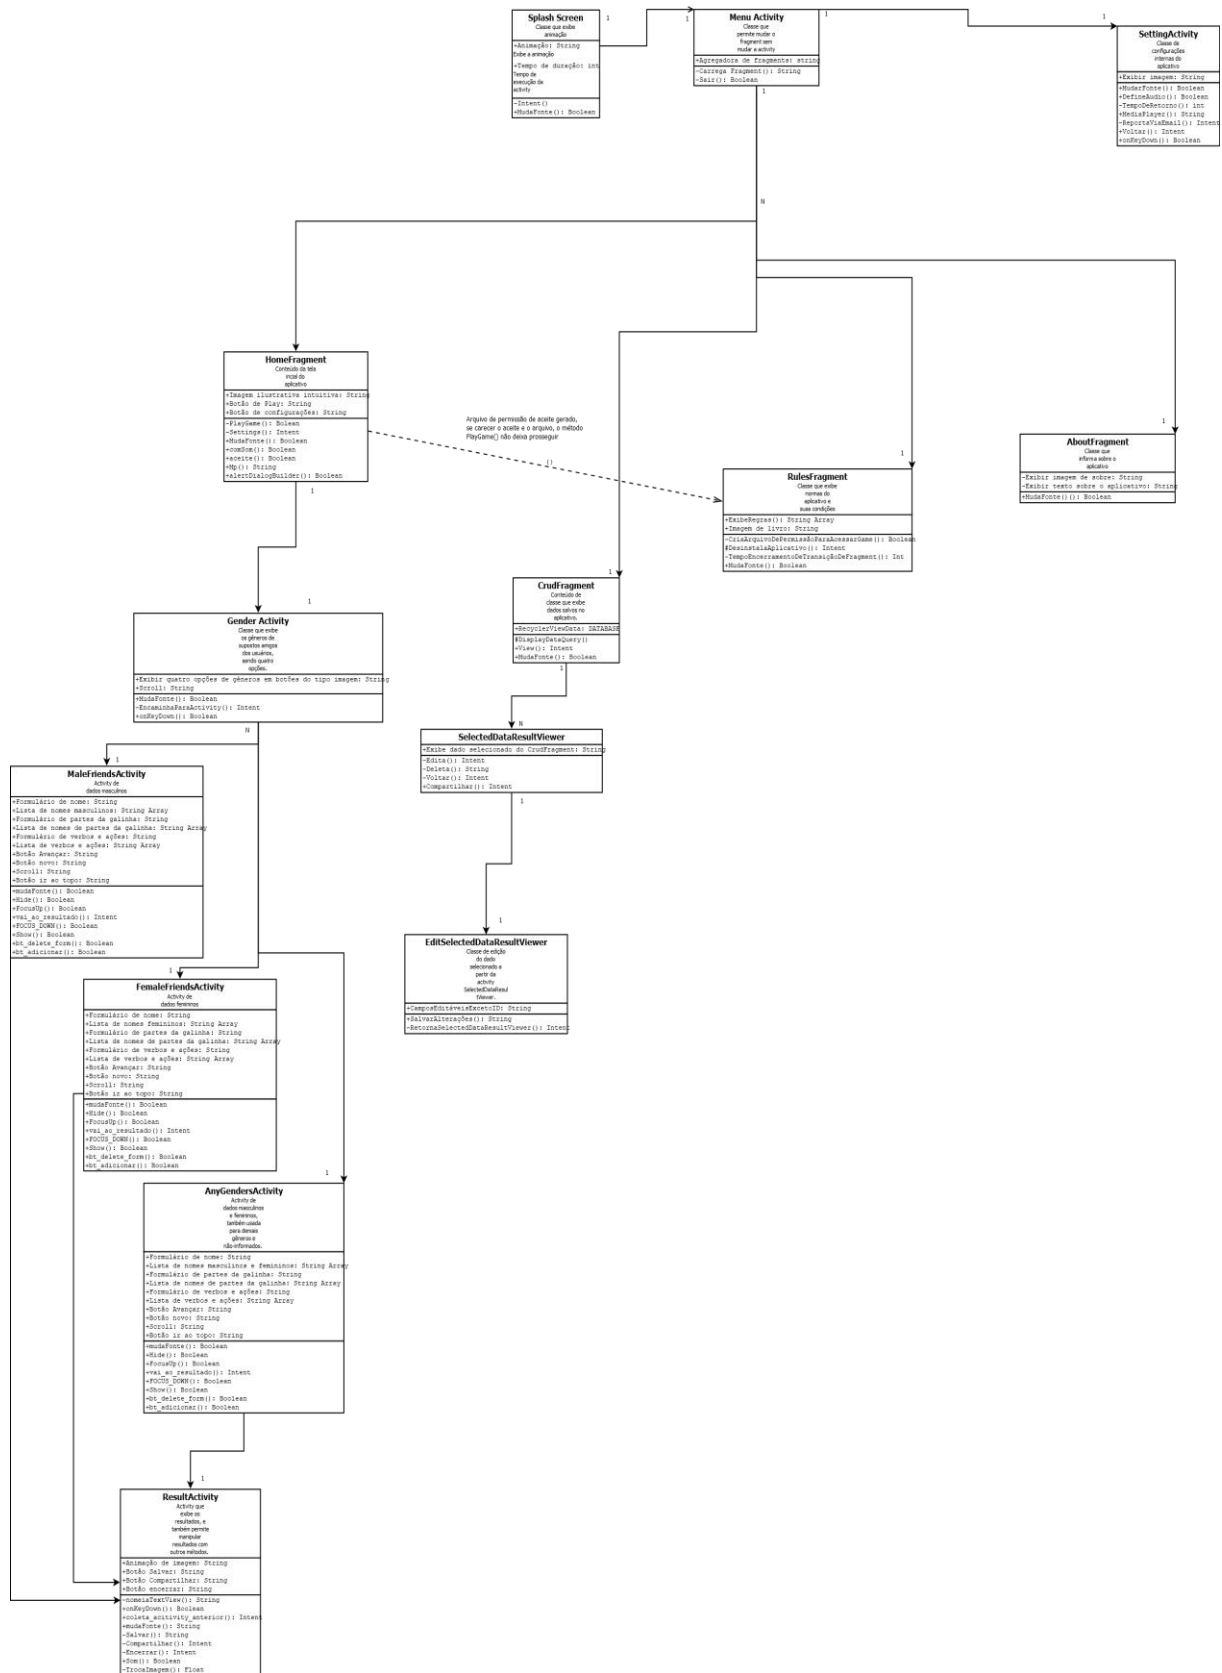 Splash Screen
Classe que exibe
animação
+Animação: String
Exibe a animação
+Tempo de duração: int
Tempo de
execução da
activity
-Intent()
+MudaFonte(): Boolean
1
1
Menu Activity
Classe que
permite mudar o
fragment sem
mudar a activity
+Agregadora de fragments: string
-Carrega Fragment(): String
-Sair(): Boolean
1
1
1
N
SettingActivity
Classe de
configurações
internas do
aplicativo
+Exibir imagem: String
+MudarFonte(): Boolean
+DefineAudio(): Boolean
-TempoDeRetorno(): int
+MediaPlayer(): String
-ReportaViaEmail(): Intent
+Voltar(): Intent
+onKeyDown(): Boolean
HomeFragment
Conteúdo da tela
incial do
aplicativo
+Imagem ilustrativa intuitiva: String
+Botão de Play: String
+Botão de configurações: String
-PlayGame(): Bolean
-Settings(): Intent
+MudaFonte(): Boolean
+comSom(): Boolean
+aceite(): Boolean
+Mp(): String
+alertDialogBuilder(): Boolean
1
Arquivo de permissão de aceite gerado,
se carecer o aceite e o arquivo, o método
PlayGame() não deixa prosseguir
()
1
RulesFragment
Classe que exibe
normas do
aplicativo e
suas condições
+ExibeRegras(): String Array
+Imagem de livro: String
-CriaArquivoDePermissãoParaAcessarGame(): Boolean
#DesinstalaAplicativo(): Intent
-TempoEncerramentoDeTransiçãoDeFragment(): Int
+MudaFonte(): Boolean
1
AboutFragment
Classe que
informa sobre o
aplicativo
-Exibir imagem de sobre: String
-Exibir texto sobre o aplicativo: String
+MudaFonte()(): Boolean
1
CrudFragment
Conteúdo de
classe que exibe
dados salvos no
aplicativo.
+RecyclerViewData: DATABASE
#DisplayDataQuery()
+View(): Intent
+MudaFonte(): Boolean
1
1
Gender Activity
Classe que exibe
os gêneros de
supostos amigos
dos usuários,
sendo quatro
opções.
+Exibir quatro opções de gêneros em botões do tipo imagem: String
+Scroll: String
+MudaFonte(): Boolean
-EncaminhaParaActivity(): Intent
+onKeyDown(): Boolean
N
N
SelectedDataResultViewer
+Exibe dado selecionado do CrudFragment: String
-Edita(): Intent
-Deleta(): String
-Voltar(): Intent
+Compartilhar(): Intent
1
1
MaleFriendsActivity
Activity de
dados masculinos
+Formulário de nome: String
+Lista de nomes masculinos: String Array
+Formulário de partes da galinha: String
+Lista de nomes de partes da galinha: String Array
+Formulário de verbos e ações: String
+Lista de verbos e ações: String Array
+Botão Avançar: String
+Botão novo: String
+Scroll: String
+Botão ir ao topo: String
+mudaFonte(): Boolean
+Hide(): Boolean
+FocusUp(): Boolean
+vai_ao_resultado(): Intent
+FOCUS_DOWN(): Boolean
+Show(): Boolean
+bt_delete_form(): Boolean
+bt_adicionar(): Boolean
1
EditSelectedDataResultViewer
Classe de edição
do dado
selecionado a
partir da
activity
SelectedDataResul
tViewer.
+CamposEditáveisExcetoID: String
+SalvarAlterações(): String
-RetornaSelectedDataResultViewer(): Intent
1
FemaleFriendsActivity
Activity de
dados femininos
+Formulário de nome: String
+Lista de nomes femininos: String Array
+Formulário de partes da galinha: String
+Lista de nomes de partes da galinha: String Array
+Formulário de verbos e ações: String
+Lista de verbos e ações: String Array
+Botão Avançar: String
+Botão novo: String
+Scroll: String
+Botão ir ao topo: String
+mudaFonte(): Boolean
+Hide(): Boolean
+FocusUp(): Boolean
+vai_ao_resultado(): Intent
+FOCUS_DOWN(): Boolean
+Show(): Boolean
+bt_delete_form(): Boolean
+bt_adicionar(): Boolean
1
AnyGendersActivity
Activity de
dados masculinos
e femininos,
também usada
para demais
gêneros e
não-informados.
+Formulário de nome: String
+Lista de nomes masculinos e femininos: String Array
+Formulário de partes da galinha: String
+Lista de nomes de partes da galinha: String Array
+Formulário de verbos e ações: String
+Lista de verbos e ações: String Array
+Botão Avançar: String
+Botão novo: String
+Scroll: String
+Botão ir ao topo: String
+mudaFonte(): Boolean
+Hide(): Boolean
+FocusUp(): Boolean
+vai_ao_resultado(): Intent
+FOCUS_DOWN(): Boolean
+Show(): Boolean
+bt_delete_form(): Boolean
+bt_adicionar(): Boolean
1
ResultActivity
Activity que
exibe os
resultados, e
também permite
manipular
resultados com
outros métodos.
+Animação de imagem: String
+Botão Salvar: String
+Botão Compartilhar: String
+Botão encerrar: String
-nomeiaTextView(): String
+onKeyDown(): Boolean
+coleta_acitivity_anterior(): Intent
+mudaFonte(): String
-Salvar(): String
-Compartilhar(): Intent
-Encerrar(): Intent
+Som(): Boolean
-TrocaImagem(): Float